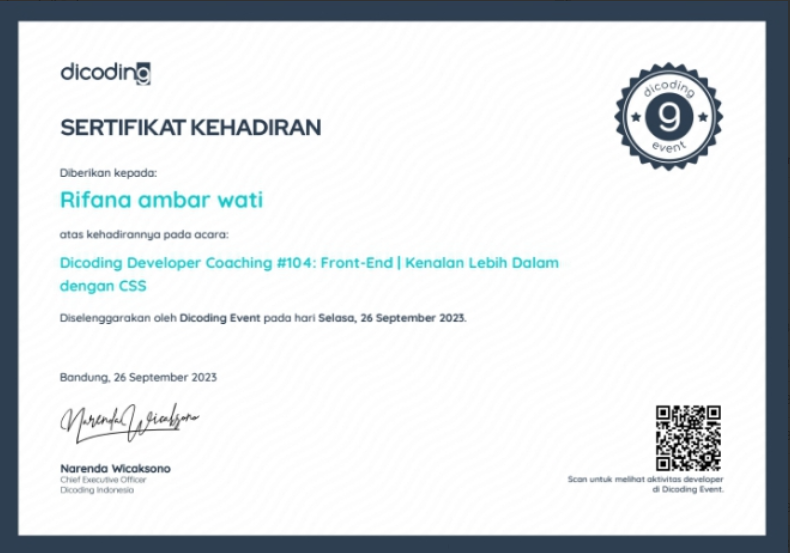 dicoding
SERTIFIKAT KEHADIRAN
dicoding
9
event
Diberikan kepada:
Rifana ambar wati
atas kehadirannya pada acara:
Dicoding Developer Coaching #104: Front-End | Kenalan Lebih Dalam
dengan CSS
Diselenggarakan oleh Dicoding Event pada hari Selasa, 26 September 2023.
Bandung, 26 September 2023
Narenda Wicaksono
Narenda Wicaksono
Chief Executive Officer
Dicoding Indonesia
Scan untuk melihat aktivitas developer
di Dicoding Event.